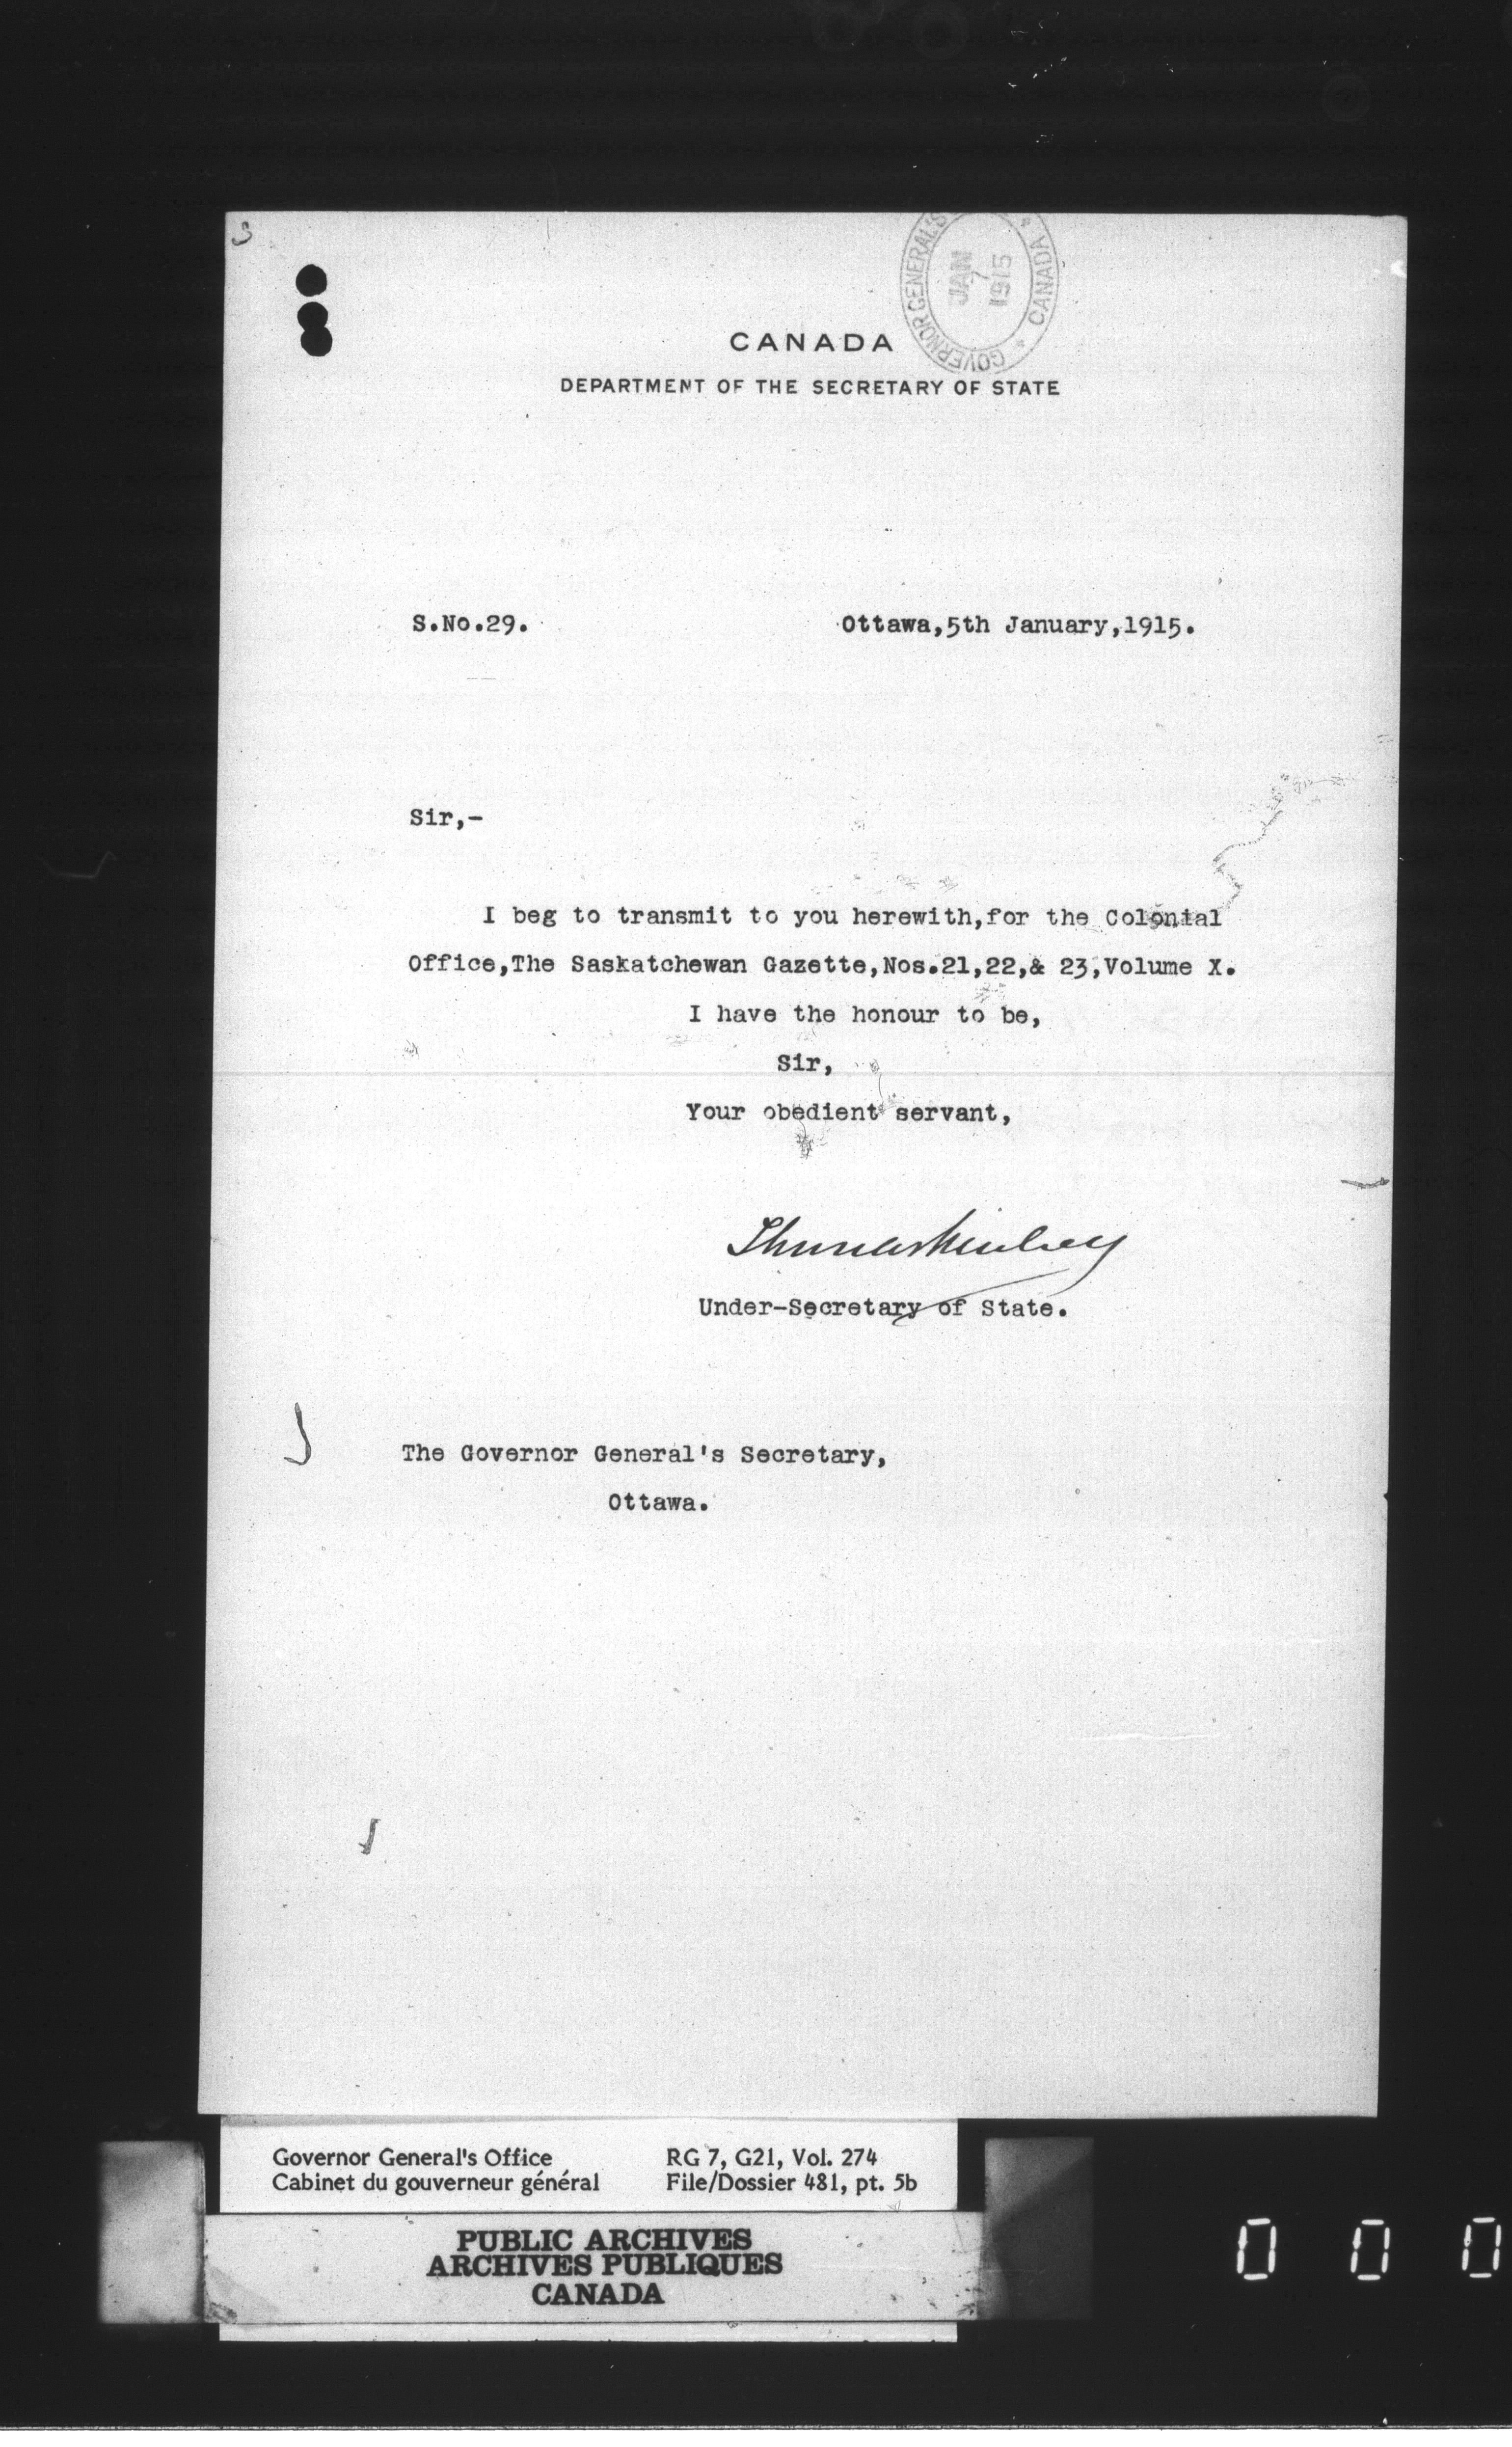 GOVERNOR GENERAL'S
CANADA
JAN
7
1915
CANADA
DEPARTMENT OF THE SECRETARY OF STATE
S.No.29.
Ottawa,5th January,1915.
Sir,-
I beg to transmit to you herewith,for the Colonial
Office,The Saskatchewan Gazette,Nos.21,22,& 23,Volume X.
I have the honour to be,
Sir,
Your obedient servant,
Under-Secretary of State.
The Governor General's Secretary,
Ottawa.
Governor General's Office
Cabinet du gouverneur général
RG 7, G21, Vol. 274
File/Dossier 481, pt. 5b
PUBLIC ARCHIVES
ARCHIVES PUBLIQUES
CANADA
0 0 0